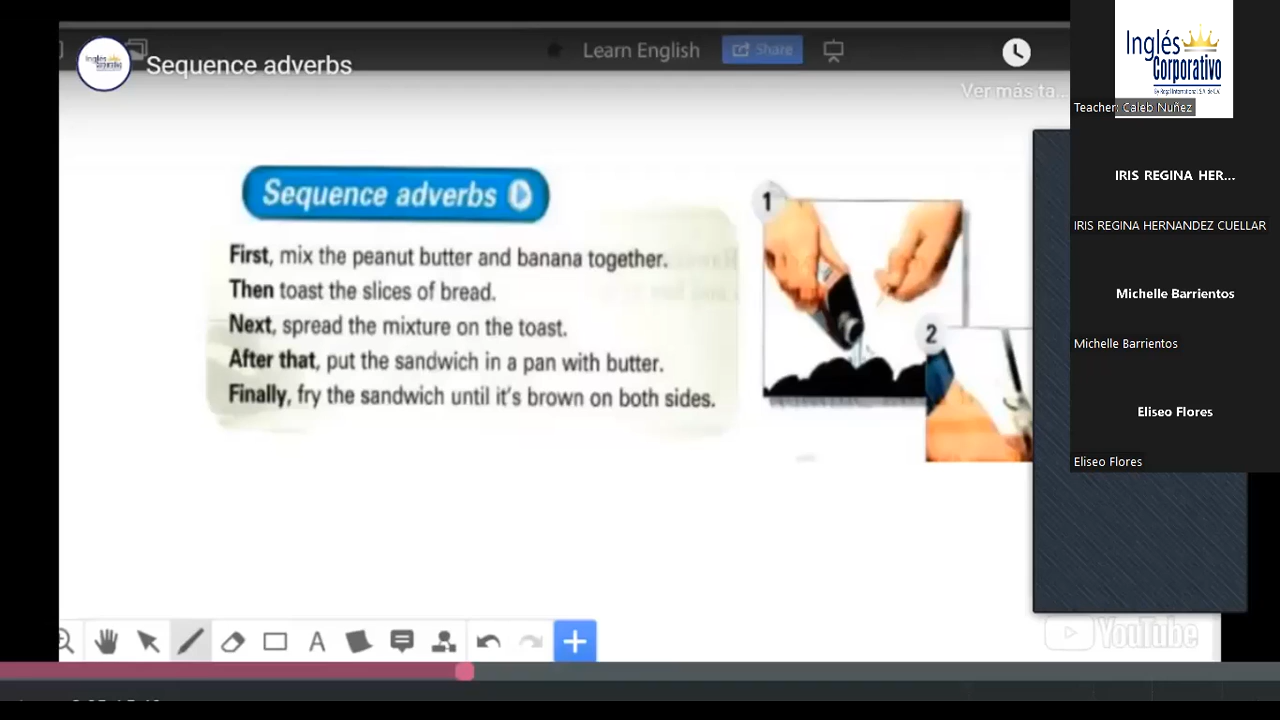 Sequence adverbs
Learn English
Share
Ver más ta...
Sequence adverbs
First, mix the peanut butter and banana together.
Then toast the slices of bread.
Next, spread the mixture on the toast.
After that, put the sandwich in a pan with butter.
Finally, fry the sandwich until it's brown on both sides.
1
2
A
YouTube
Inglés
Corporativo
Teacher: Caleb Nuñez
IRIS REGINA HER...
IRIS REGINA HERNANDEZ CUELLAR
Michelle Barrientos
Michelle Barrientos
Eliseo Flores
Eliseo Flores